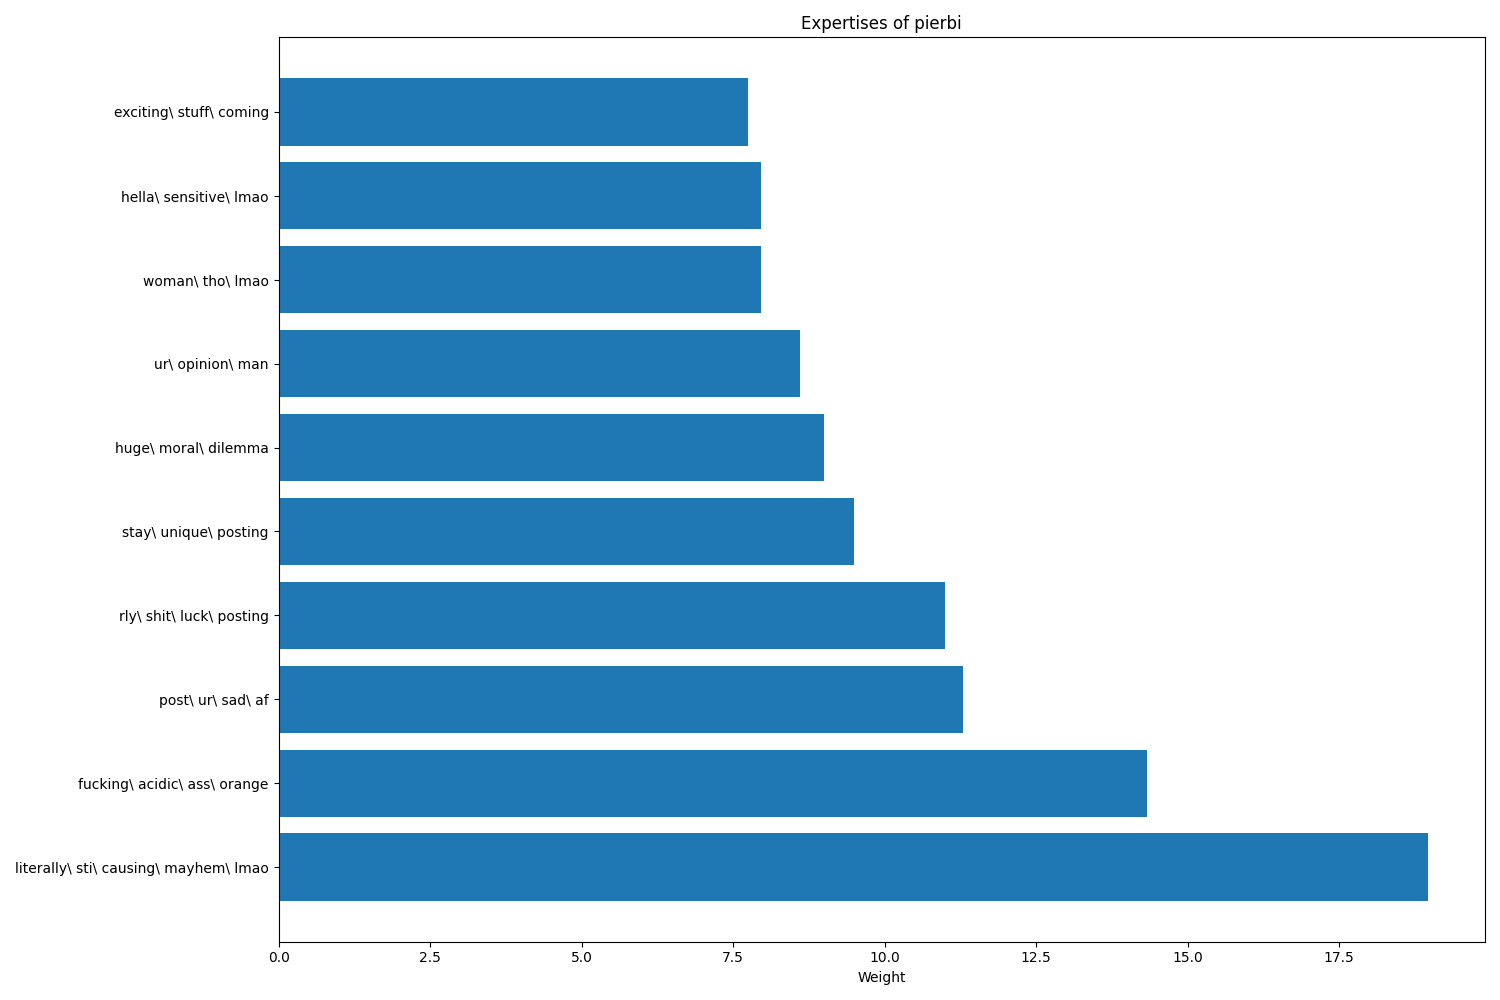 Expertises of pierbi
exciting\ stuff\ coming
hella\ sensitive\ lmao
woman\ tho\ lmao
ur\ opinion\ man
huge\ moral\ dilemma
stay\ unique\ posting
rly\ shit\ luck\ posting
post\ ur\ sad\ af
fucking\ acidic\ ass\ orange
literally\ sti\ causing\ mayhem\ lmao
0.0 2.5 5.0 7.5 10.0 12.5 15.0 17.5
Weight